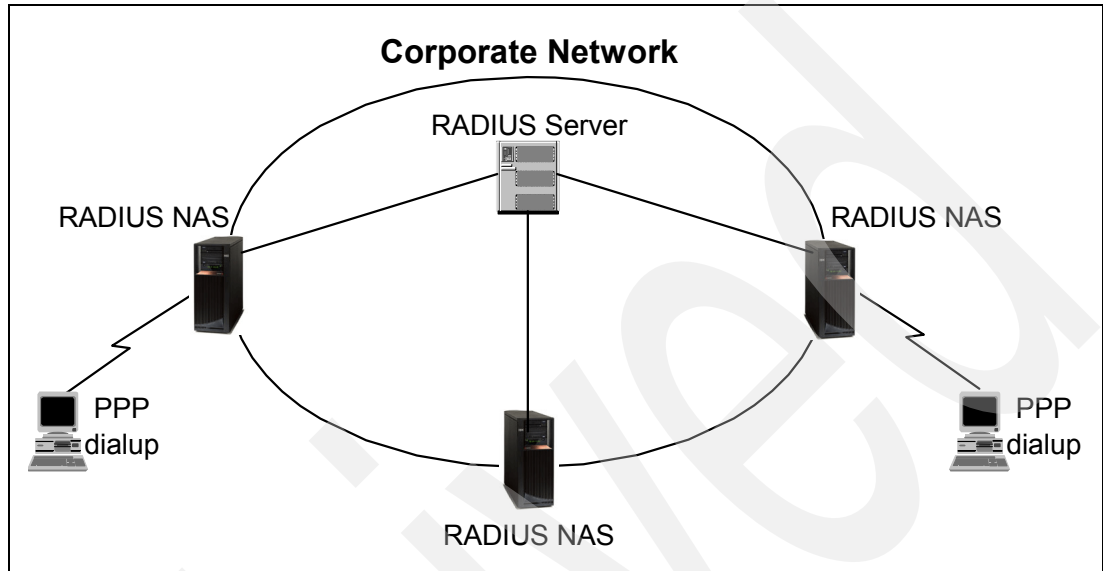 Corporate Network
RADIUS Server
RADIUS NAS
RADIUS NAS
PPP
dialup
PPP
dialup
RADIUS NAS